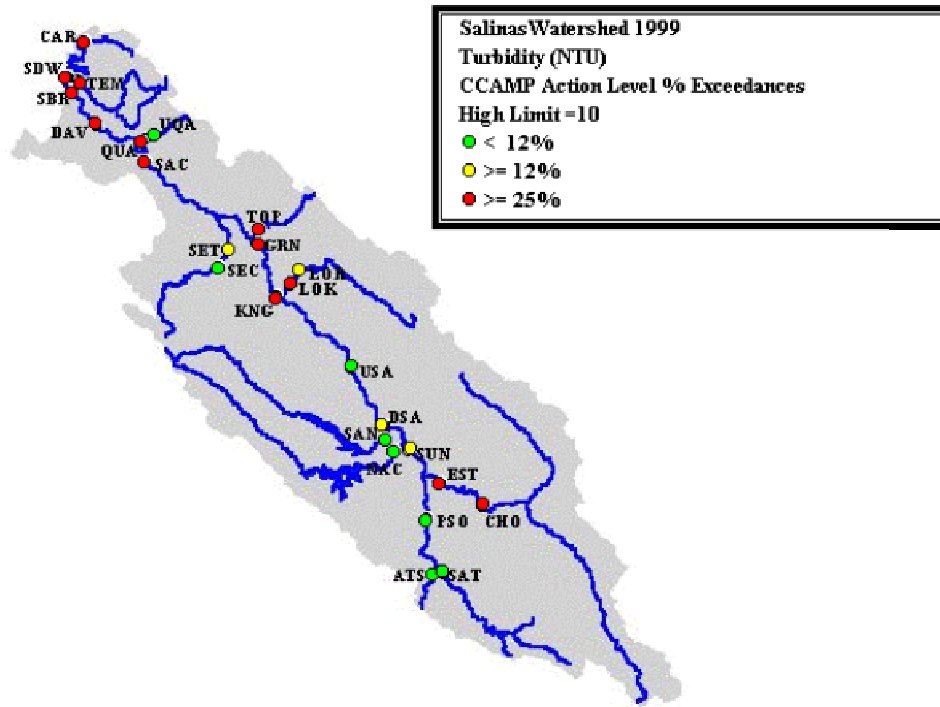 Salinas Watershed 1999
Turbidity (NTU)
CCAMP Action Level % Exceedances
High Limit =10
< 12%
>= 12%
>= 25%
CAR
SDW
TEM
SBR
DAV
UQA
QUA
SAC
TOP
GRN
SET
SEC
LOR
LOK
KNG
USA
DSA
SAN
SUN
NAC
EST
PSO
CHO
ATS
SAT